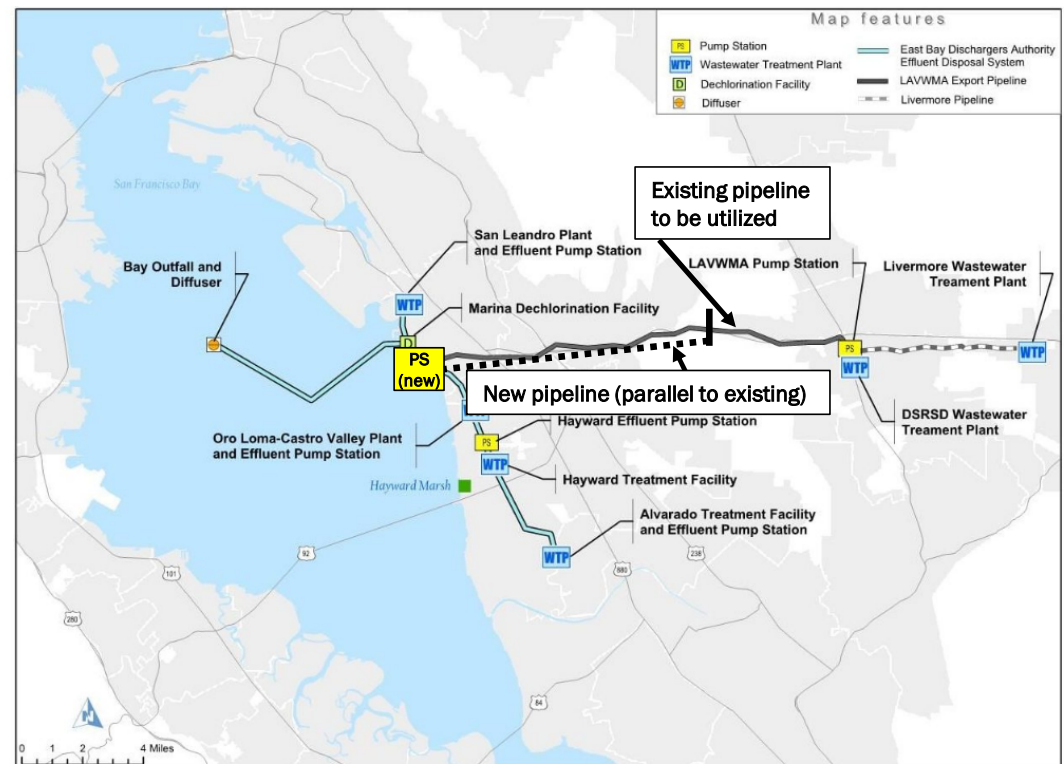 Map features
PS Pump Station
WTP Wastewater Treatment Plant
D Dechlorination Facility
Diffuser
East Bay Dischargers Authority
Effluent Disposal System
LAVWMA Export Pipeline
Livermore Pipeline
San Francisco Bay
Existing pipeline
to be utilized
San Leandro Plant
and Effluent Pump Station
Bay Outfall and
Diffuser
LAVWMA Pump Station
Livermore Wastewater
Treament Plant
WTP
Marina Dechlorination Facility
D
PS
(new)
PS
WTP
WTP
New pipeline (parallel to existing)
DSRSD Wastewater
Treament Plant
Oro Loma-Castro Valley Plant
and Effluent Pump Station
Hayward Effluent Pump Station
PS
WTP
Hayward Treatment Facility
Hayward Marsh
Alvarado Treatment Facility
and Effluent Pump Station
WTP
92
101
238
880
280
84
N
0 1 2 4 Miles